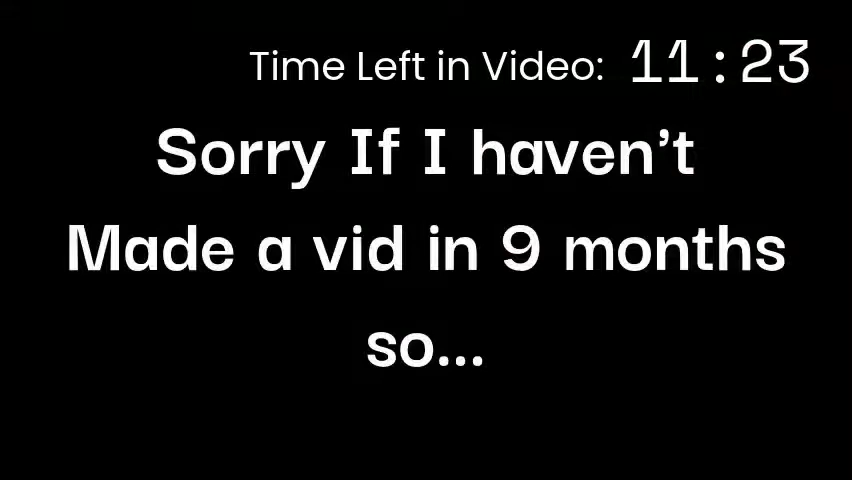 Time Left in Video: 11:23
Sorry If I haven't
Made a vid in 9 months
so...